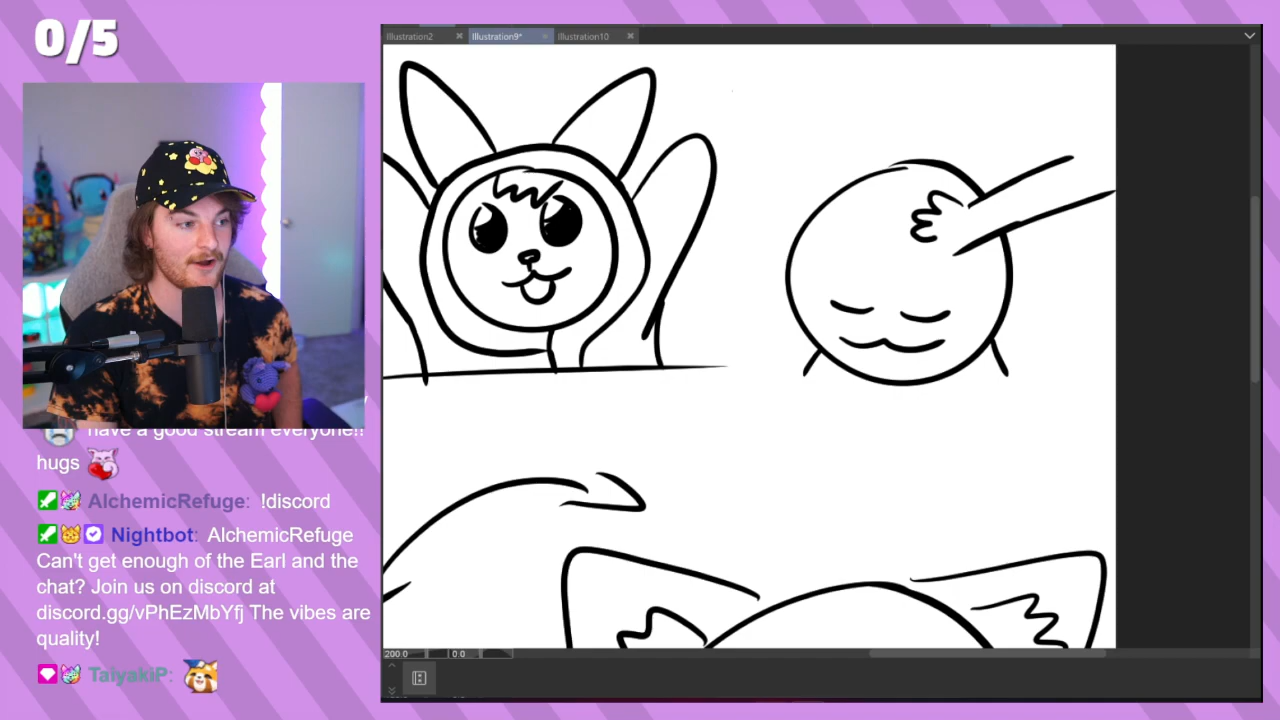 0/5
Illustration2
Illustration9*
Illustration10
have a good stream everyone!!
hugs
AlchemicRefuge: !discord
Nightbot: AlchemicRefuge
Can't get enough of the Earl and the
chat? Join us on discord at
discord.gg/vPhEzMbYfj The vibes are
quality!
TaiyakiP:
200.0
0.0